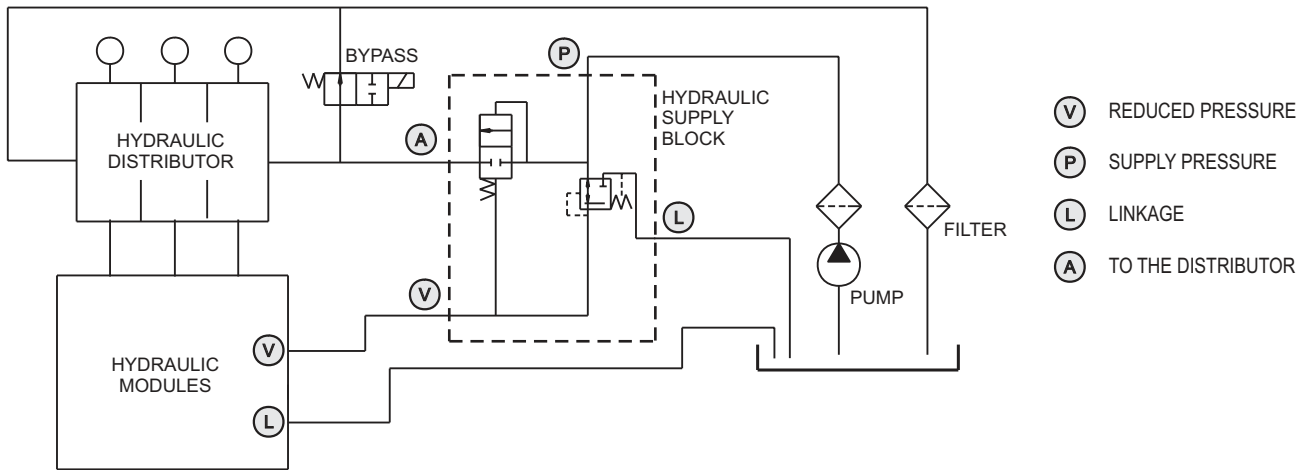 BYPASS
P
HYDRAULIC
SUPPLY
BLOCK
HYDRAULIC
DISTRIBUTOR
A
L
V
FILTER
PUMP
HYDRAULIC
MODULES
V
L
V REDUCED PRESSURE
P SUPPLY PRESSURE
L LINKAGE
A TO THE DISTRIBUTOR